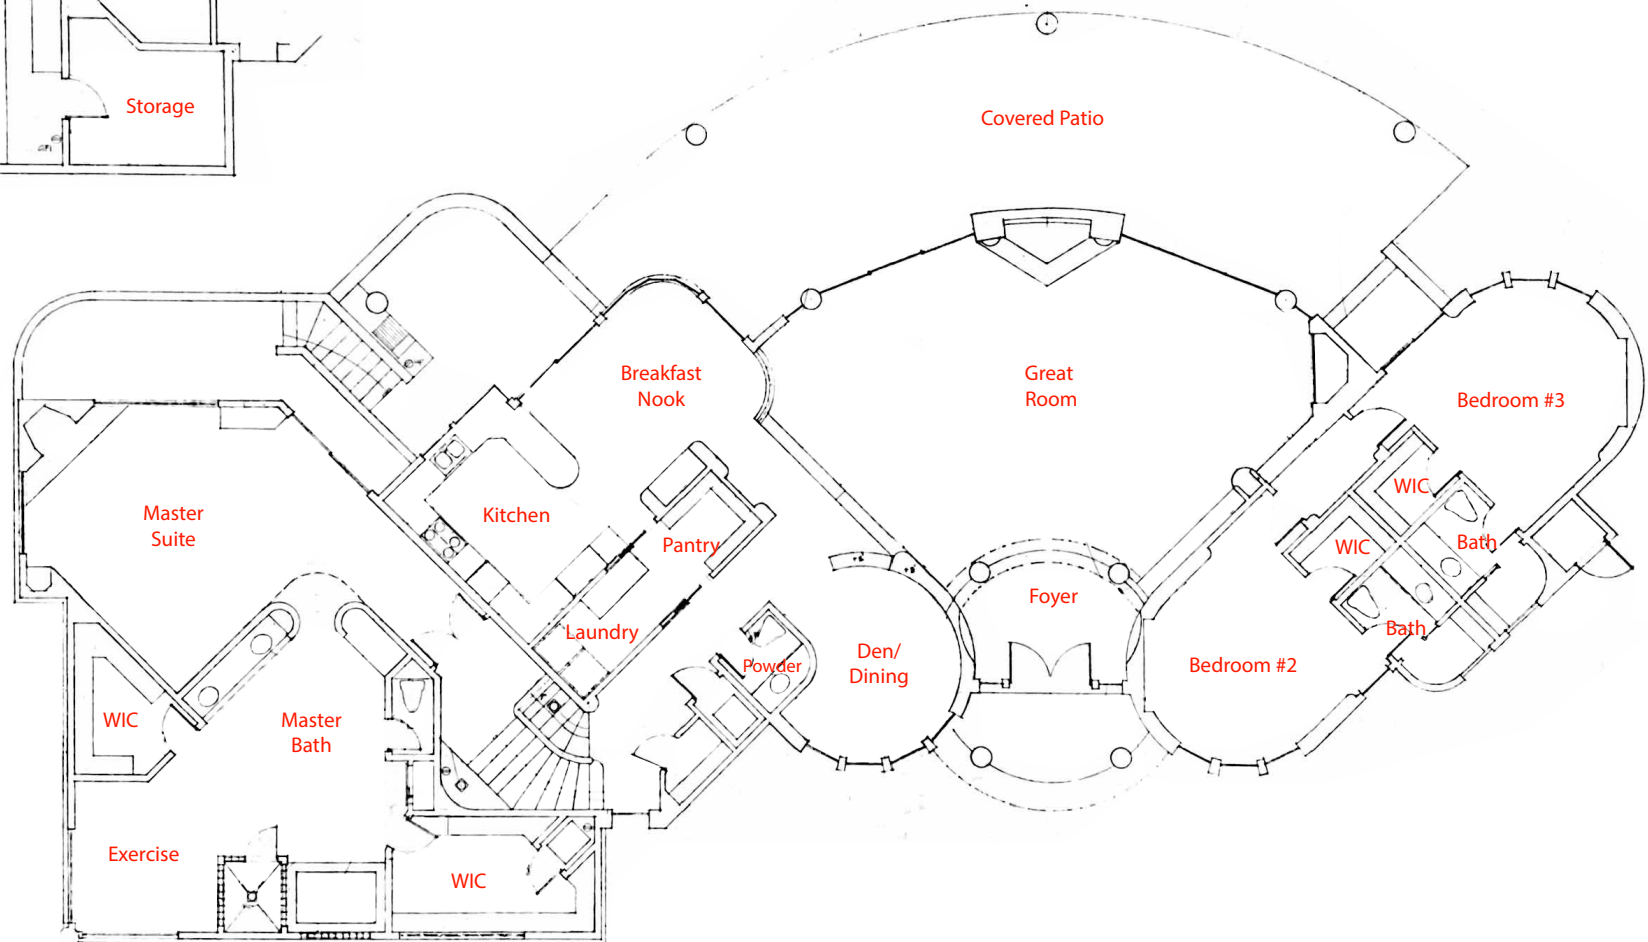 Storage
Covered Patio
Breakfast
Nook
Great
Room
Bedroom #3
Master
Suite
Kitchen
WIC
Pantry
WIC
Bath
Foyer
Laundry
Bath
Powder
Den/
Dining
Bedroom #2
WIC
Master
Bath
Exercise
WIC